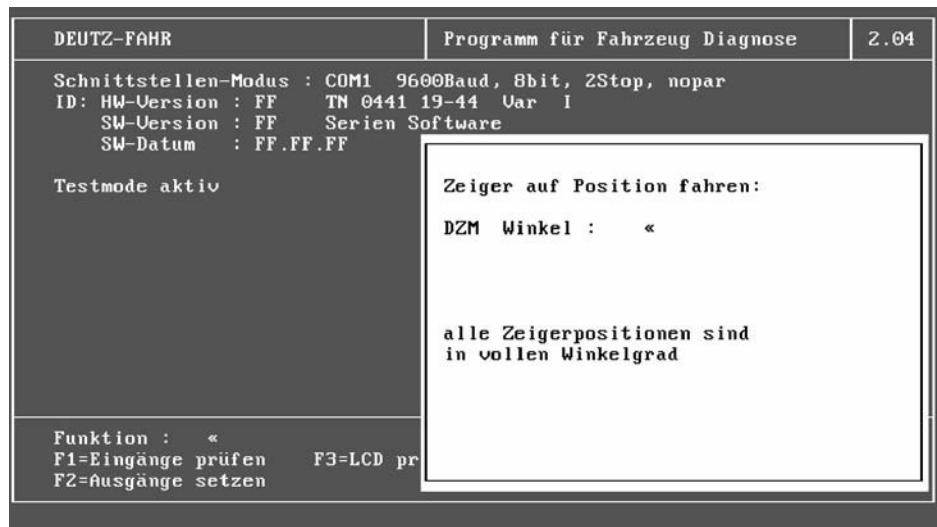 DEUTZ-FAHR Programm für Fahrzeug Diagnose 2.04
Schnittstellen-Modus : COM1 9600Baud, 8bit, 2Stop, nopar
ID: HW-Version : FF TN 0441 19-44 Var I
SW-Version : FF Serien Software
SW-Datum : FF.FF.FF
Testmode aktiv
Zeiger auf Position fahren:
DZM Winkel : «
alle Zeigerpositionen sind
in vollen Winkelgrad
Funktion : «
F1=Eingänge prüfen F3=LCD pr
F2=Ausgänge setzen